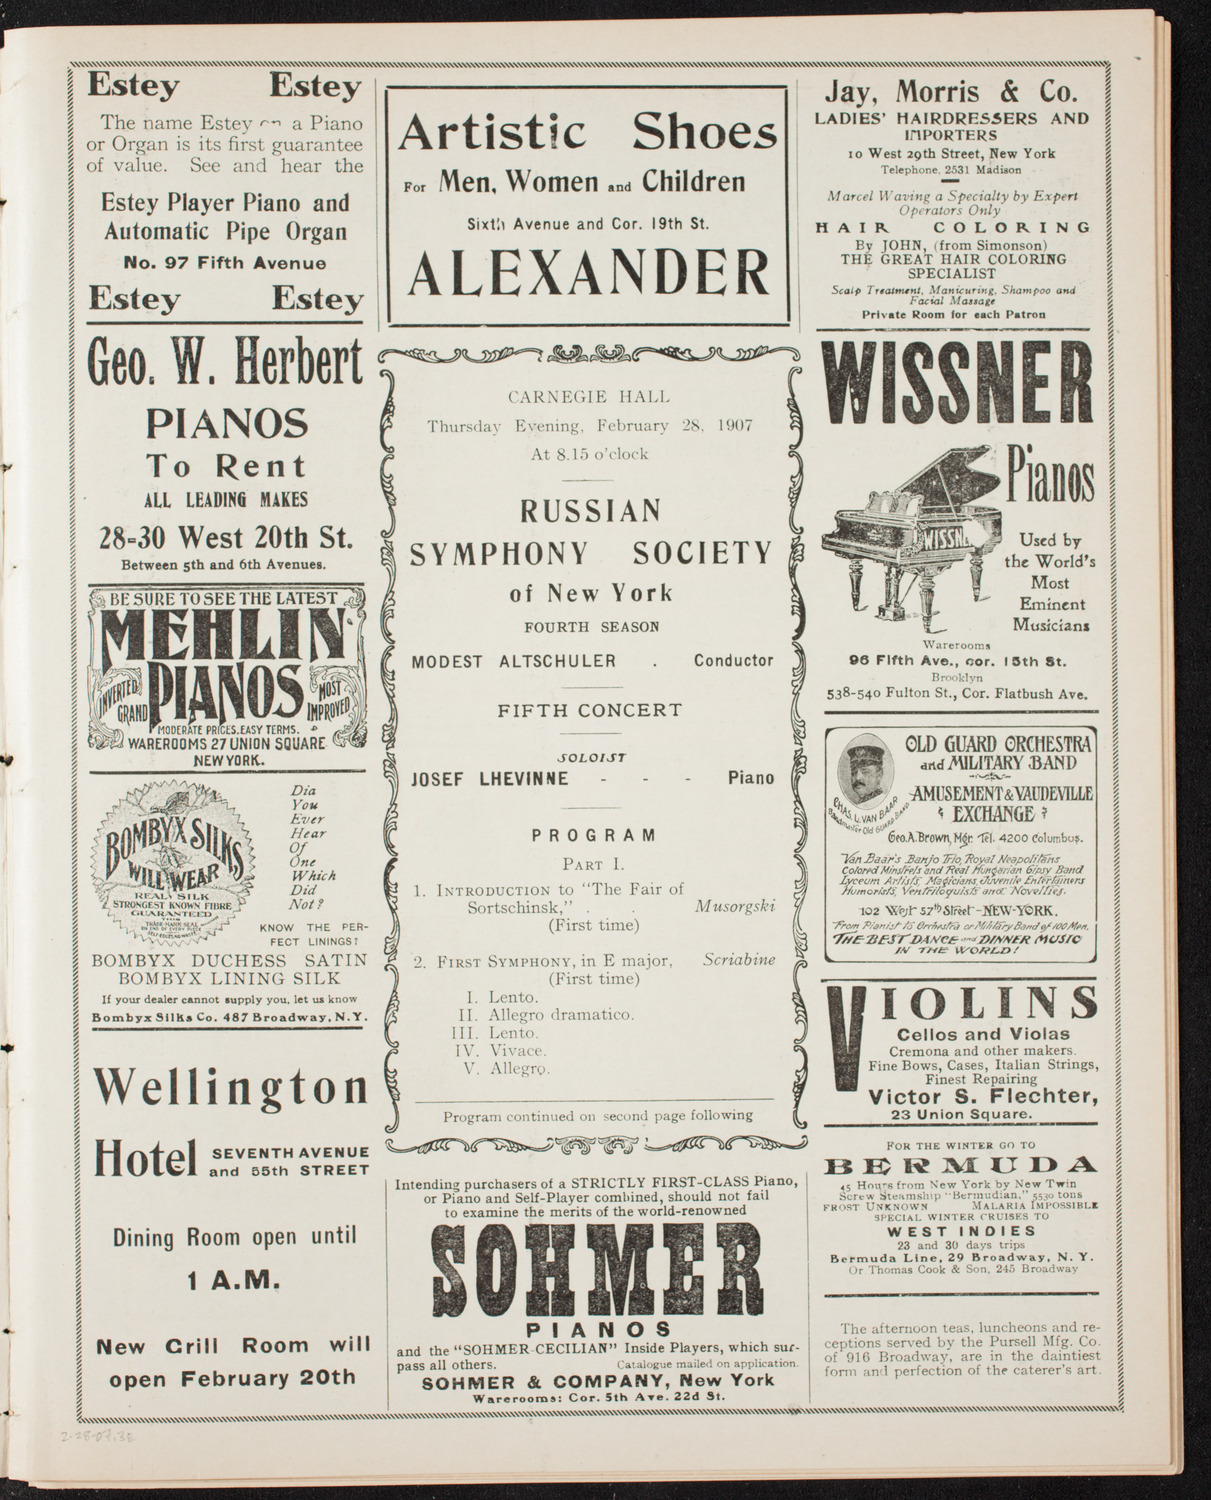 Estey Estey
The name Estey on a Piano
or Organ is its first guarantee
of value. See and hear the
Estey Player Piano and
Automatic Pipe Organ
No. 97 Fifth Avenue
Estey Estey
Geo. W. Herbert
PIANOS
To Rent
ALL LEADING MAKES
28-30 West 20th St.
Between 5th and 6th Avenues.
BE SURE TO SEE THE LATEST
MEHLIN
PIANOS
INVERTED
GRAND
MOST
IMPROVED
MODERATE PRICES. EASY TERMS.
WAREROOMS 27 UNION SQUARE
NEW YORK.
BOMBYX SILKS
WILL WEAR
REAL SILK
STRONGEST KNOWN FIBRE
GUARANTEED
Dia
You
Ever
Hear
Of
One
Which
Did
Not?
KNOW THE PER-
FECT LININGS?
BOMBYX DUCHESS SATIN
BOMBYX LINING SILK
If your dealer cannot supply you, let us know
Bombyx Silks Co. 487 Broadway, N.Y.
Wellington
Hotel SEVENTH AVENUE
and 55th STREET
Dining Room open until
1 A.M.
New Grill Room will
open February 20th
Artistic Shoes
For Men, Women and Children
Sixth Avenue and Cor. 19th St.
ALEXANDER
CARNEGIE HALL
Thursday Evening, February 28, 1907
At 8.15 o'clock
RUSSIAN
SYMPHONY SOCIETY
of New York
FOURTH SEASON
MODEST ALTSCHULER . Conductor
FIFTH CONCERT
SOLOIST
JOSEF LHEVINNE - - - Piano
PROGRAM
PART I.
1. INTRODUCTION to "The Fair of
Sortschinsk," . . Musorgski
(First time)
2. FIRST SYMPHONY, in E major, Scriabine
(First time)
I. Lento.
II. Allegro dramatico.
III. Lento.
IV. Vivace.
V. Allegro.
Program continued on second page following
Intending purchasers of a STRICTLY FIRST-CLASS Piano,
or Piano and Self-Player combined, should not fail
to examine the merits of the world-renowned
SOHMER
PIANOS
and the "SOHMER-CECILIAN" Inside Players, which sur-
pass all others. Catalogue mailed on application.
SOHMER & COMPANY, New York
Warerooms: Cor. 5th Ave. 22d St.
Jay, Morris & Co.
LADIES' HAIRDRESSERS AND
IMPORTERS
10 West 29th Street, New York
Telephone, 2531 Madison
Marcel Waving a Specialty by Expert
Operators Only
HAIR COLORING
By JOHN, (from Simonson)
THE GREAT HAIR COLORING
SPECIALIST
Scalp Treatment, Manicuring, Shampoo and
Facial Massage
Private Room for each Patron
WISSNER
Pianos
WISSN
Used by
the World's
Most
Eminent
Musicians
Warerooms
96 Fifth Ave., cor. 15th St.
Brooklyn
538-540 Fulton St., Cor. Flatbush Ave.
OLD GUARD ORCHESTRA
and MILITARY BAND
CHAS. L. VAN BAAR
Bandmaster Old Guard Band
AMUSEMENT & VAUDEVILLE
EXCHANGE
Geo. A. Brown, Mgr. Tel. 4200 Columbus.
Van Baar's Banjo Trio, Royal Neapolitans
Colored Minstrels and Real Hungarian Gipsy Band
Lyceum Artists, Magicians, Juvenile Entertainers
Humorists, Ventriloquists and Novelties.
102 West 57th Street - NEW-YORK.
From Pianist to Orchestra or Military Band of 100 Men.
THE BEST DANCE and DINNER MUSIC
IN THE WORLD!
VIOLINS
Cellos and Violas
Cremona and other makers.
Fine Bows, Cases, Italian Strings,
Finest Repairing
Victor S. Flechter,
23 Union Square.
FOR THE WINTER GO TO
BERMUDA
45 Hours from New York by New Twin
Screw Steamship "Bermudian," 5530 tons
FROST UNKNOWN MALARIA IMPOSSIBLE
SPECIAL WINTER CRUISES TO
WEST INDIES
23 and 30 days trips
Bermuda Line, 29 Broadway, N. Y.
Or Thomas Cook & Son, 245 Broadway
The afternoon teas, luncheons and re-
ceptions served by the Pursell Mfg. Co.
of 916 Broadway, are in the daintiest
form and perfection of the caterer's art.
2-28-07.3E